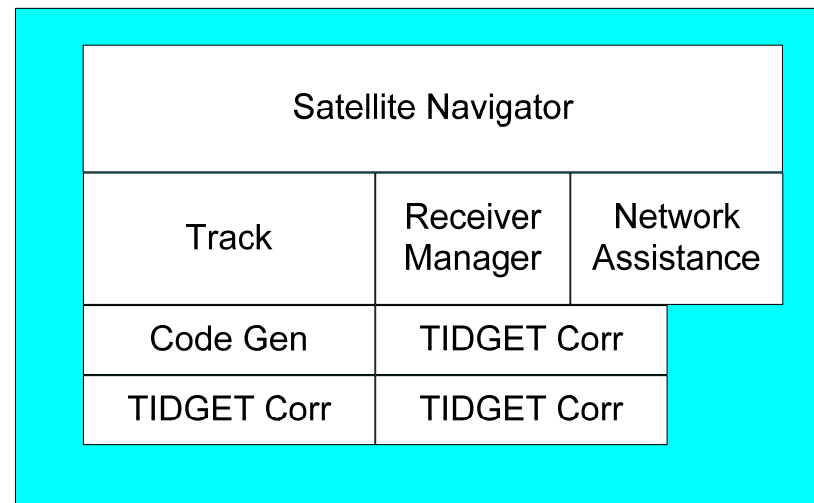 Satellite Navigator
Track
Receiver
Manager
Network
Assistance
Code Gen
TIDGET Corr
TIDGET Corr
TIDGET Corr